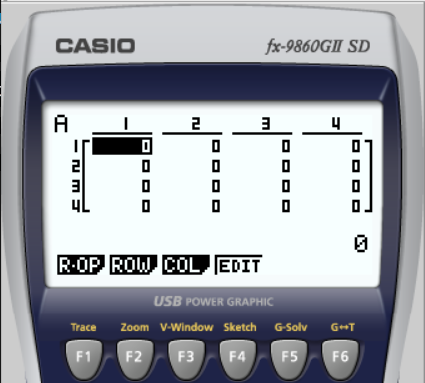 CASIO fx-9860GII SD
A 1 2 3 4
1 0 0 0 0
2 0 0 0 0
3 0 0 0 0
4 0 0 0 0
0
R·OP ROW COL EDIT
USB POWER GRAPHIC
Trace Zoom V-Window Sketch G-Solv G↔T
F1 F2 F3 F4 F5 F6